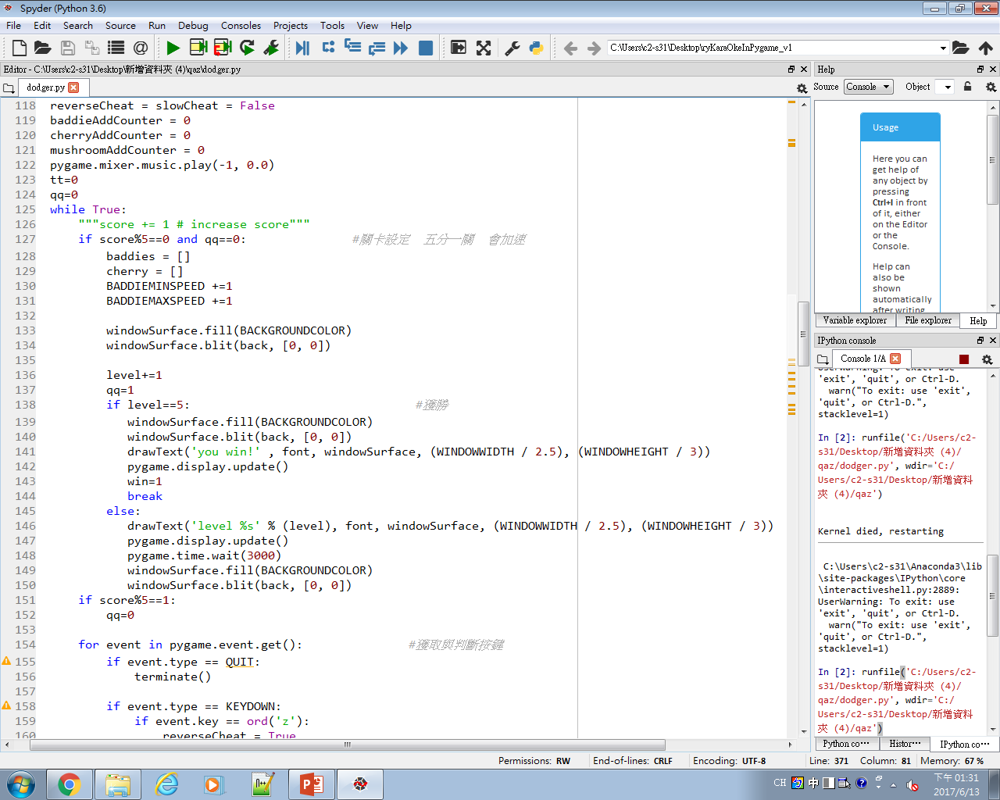 Spyder (Python 3.6)
File Edit Search Source Run Debug Consoles Projects Tools View Help
C:\Users\c2-s31\Desktop\ryKaraOkeInPygame_v1
Editor - C:\Users\c2-s31\Desktop\新增資料夾 (4)\qaz\dodger.py
dodger.py
118 reverseCheat = slowCheat = False
119 baddieAddCounter = 0
120 cherryAddCounter = 0
121 mushroomAddCounter = 0
122 pygame.mixer.music.play(-1, 0.0)
123 tt=0
124 qq=0
125 while True:
126 """score += 1 # increase score"""
127 if score%5==0 and qq==0: #關卡設定 五分一關 會加速
128 baddies = []
129 cherry = []
130 BADDIEMINSPEED +=1
131 BADDIEMAXSPEED +=1
132
133 windowSurface.fill(BACKGROUNDCOLOR)
134 windowSurface.blit(back, [0, 0])
135
136 level+=1
137 qq=1
138 if level==5: #獲勝
139 windowSurface.fill(BACKGROUNDCOLOR)
140 windowSurface.blit(back, [0, 0])
141 drawText('you win!' , font, windowSurface, (WINDOWWIDTH / 2.5), (WINDOWHEIGHT / 3))
142 pygame.display.update()
143 win=1
144 break
145 else:
146 drawText('level %s' % (level), font, windowSurface, (WINDOWWIDTH / 2.5), (WINDOWHEIGHT / 3))
147 pygame.display.update()
148 pygame.time.wait(3000)
149 windowSurface.fill(BACKGROUNDCOLOR)
150 windowSurface.blit(back, [0, 0])
151 if score%5==1:
152 qq=0
153
154 for event in pygame.event.get(): #獲取與判斷按鍵
155 if event.type == QUIT:
156 terminate()
157
158 if event.type == KEYDOWN:
159 if event.key == ord('z'):
160 reverseCheat = True
Help
Source Console Object
Usage
Here you can
get help of
any object by
pressing
Ctrl+I in front
of it, either
on the Editor
or the
Console.
Help can
also be
shown
automatically
after writing
Variable explorer File explorer Help
IPython console
Console 1/A
UserWarning: To exit: use
'exit', 'quit', or Ctrl-D.
warn("To exit: use 'exit',
'quit', or Ctrl-D.",
stacklevel=1)
In [2]: runfile('C:/Users/c2-
s31/Desktop/新增資料夾 (4)/
qaz/dodger.py', wdir='C:/
Users/c2-s31/Desktop/新增資料
夾 (4)/qaz')
Kernel died, restarting
C:\Users\c2-s31\Anaconda3\lib
\site-packages\IPython\core
\interactiveshell.py:2889:
UserWarning: To exit: use
'exit', 'quit', or Ctrl-D.
warn("To exit: use 'exit',
'quit', or Ctrl-D.",
stacklevel=1)
In [2]: runfile('C:/Users/c2-
s31/Desktop/新增資料夾 (4)/
qaz/dodger.py', wdir='C:/
Users/c2-s31/Desktop/新增資料
夾 (4)/qaz')
Python co··· Histor··· IPython co···
Permissions: RW End-of-lines: CRLF Encoding: UTF-8 Line: 371 Column: 81 Memory: 67 %
CH 中 下午 01:31
2017/6/13